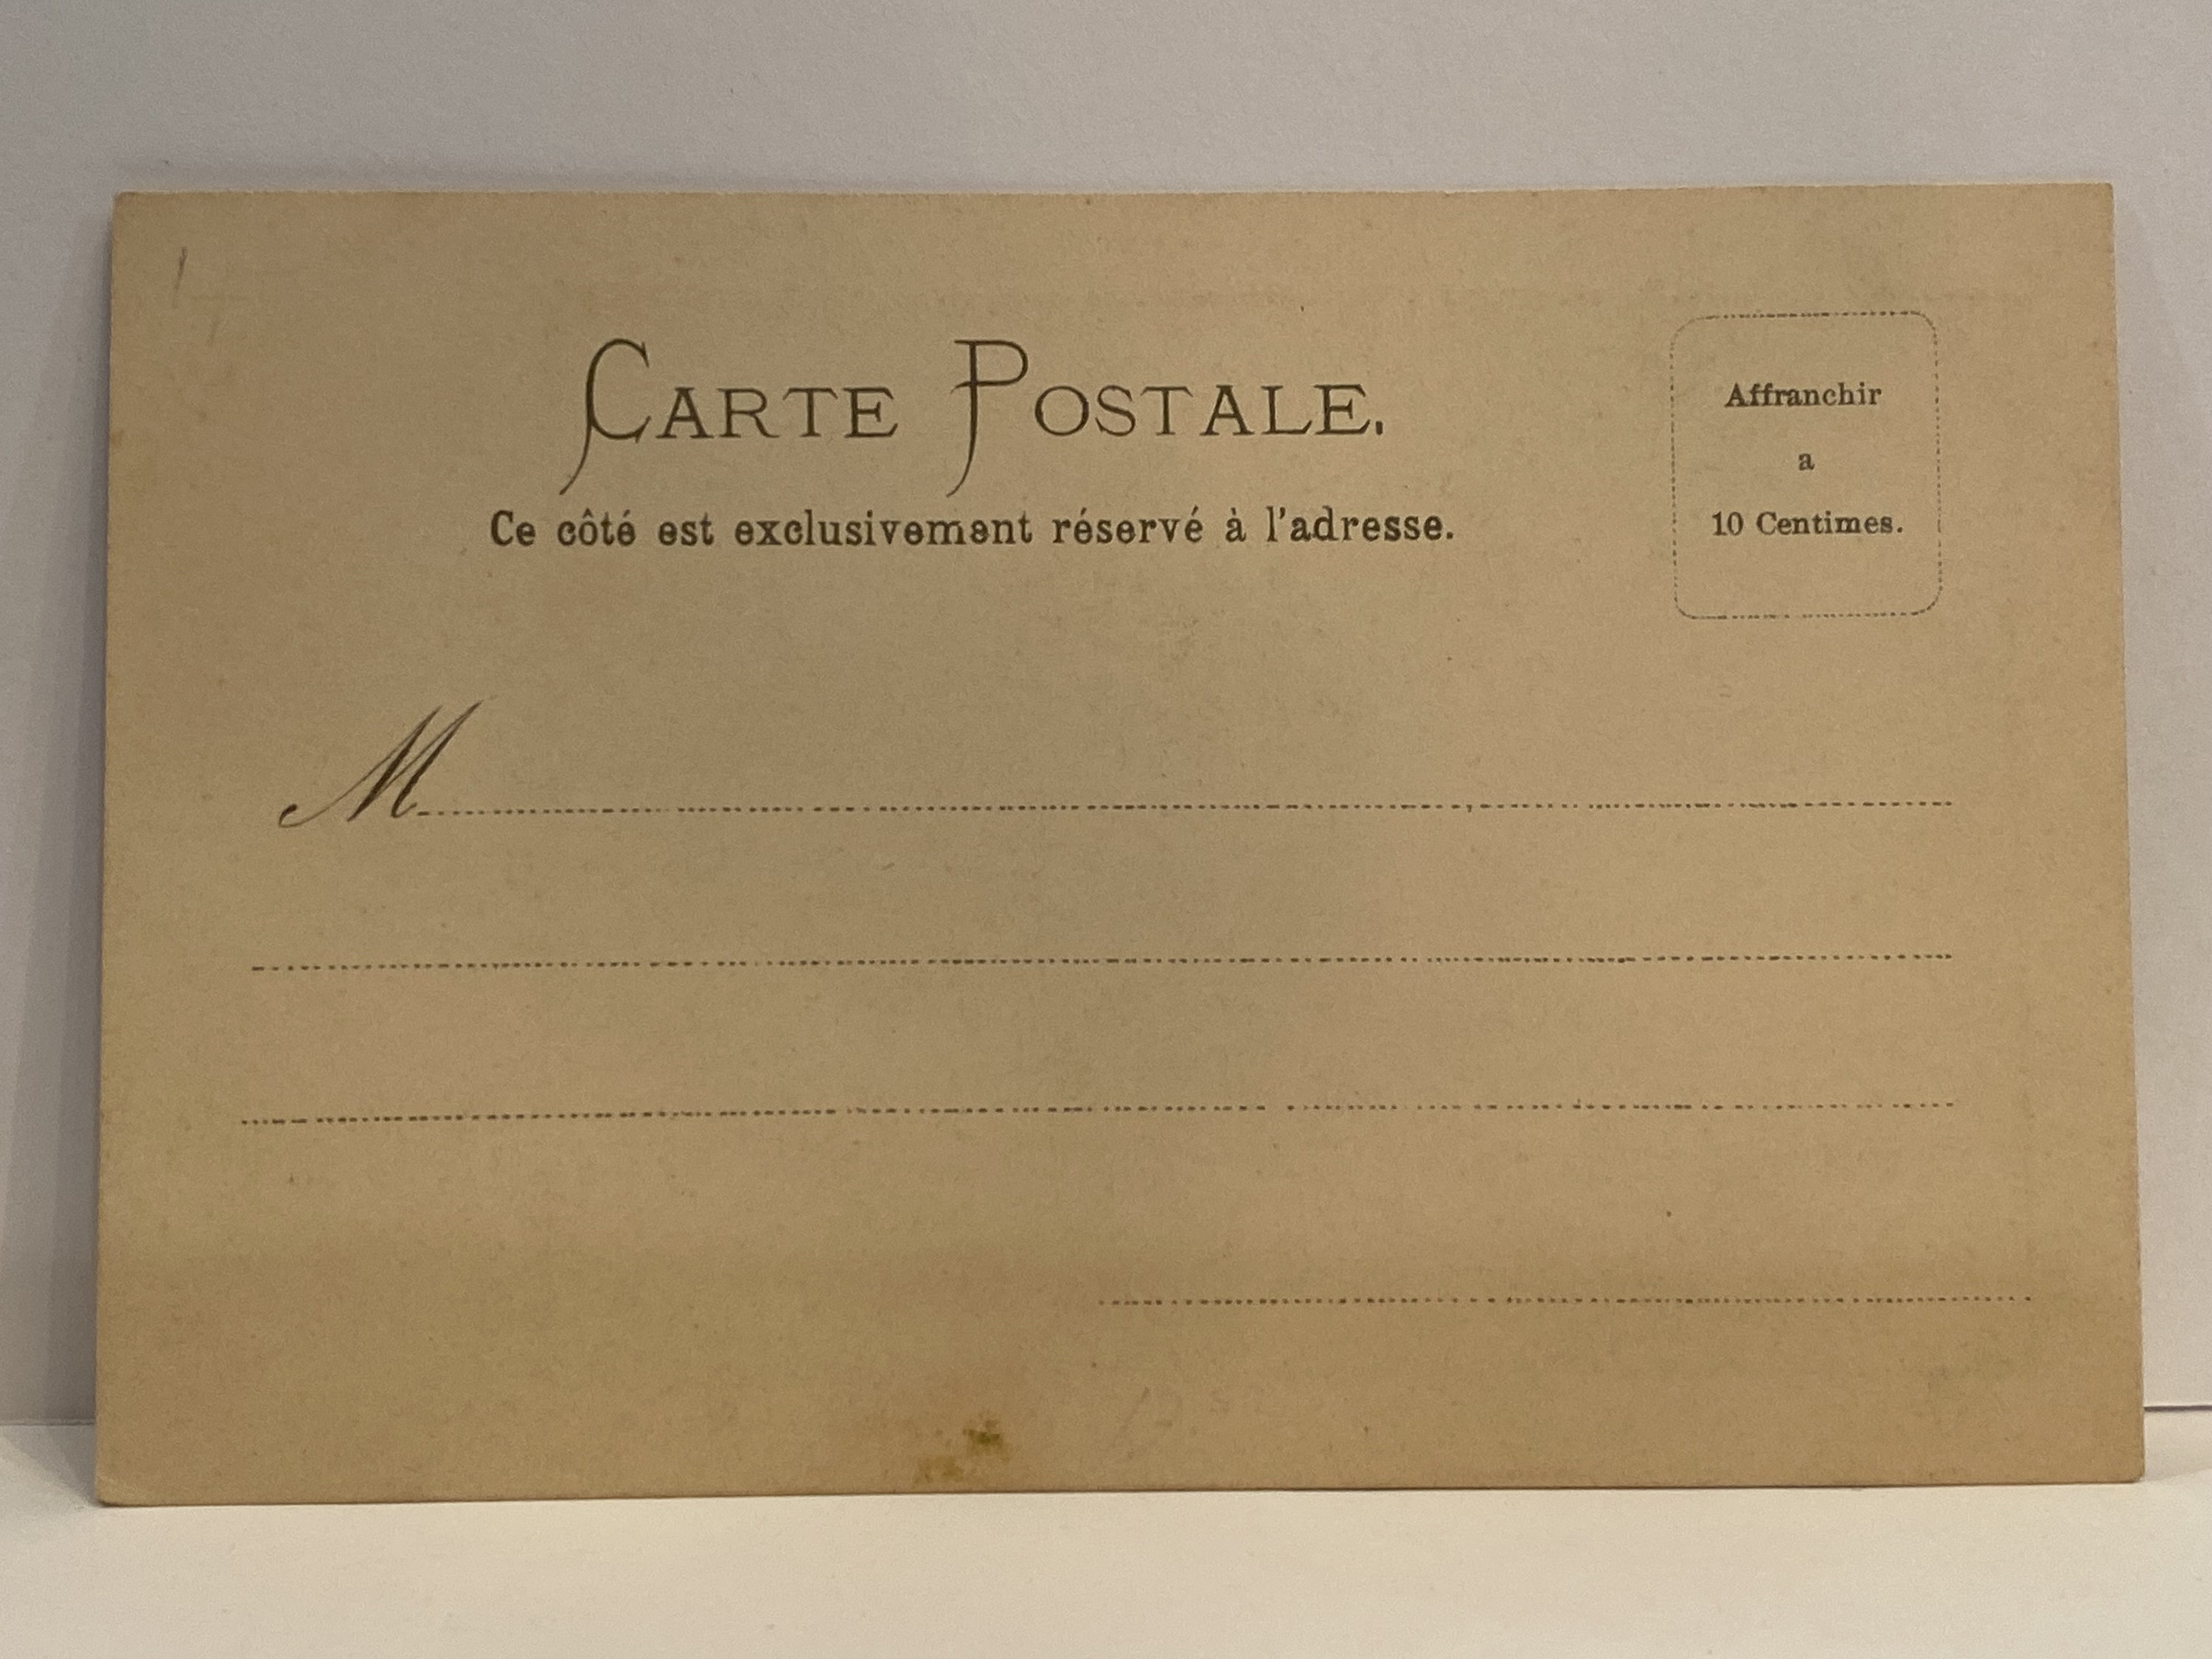 CARTE POSTALE.
Ce côté est exclusivement réservé à l'adresse.
Affranchir
a
10 Centimes.
M